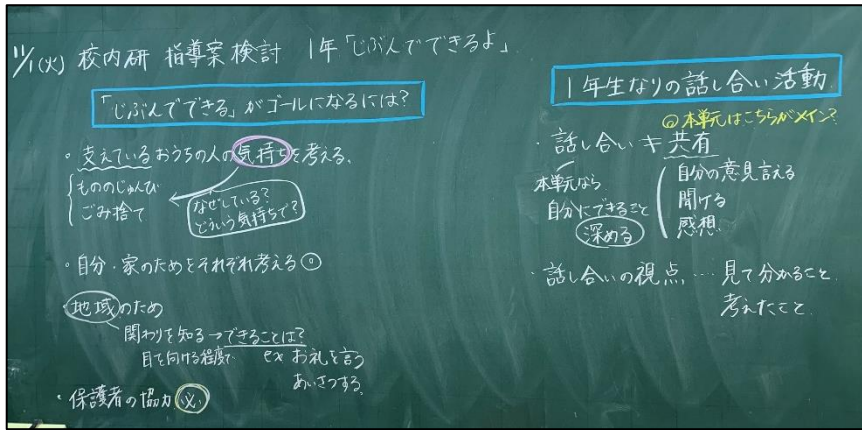 11/1(火) 校内研 指導案検討 1年「じぶんでできるよ」
「じぶんでできる」がゴールになるには?
・支えているおうちの人の気持ちを考える。
もののじゅんび
ごみ捨て
なぜしている?
どういう気持ちで?
・自分・家のためをそれぞれ考える◎
・地域のため
関わりを知る→できることは?
目を向ける程度で ex お礼を言う
あいさつする。
・保護者の協力 必
1年生なりの話し合い活動
◎本単元はこちらがメイン?
・話し合い≠共有
本単元なら
自分にできること
深める
自分の意見言える
聞ける
感想
・話し合いの視点…見て分かること
考えたこと